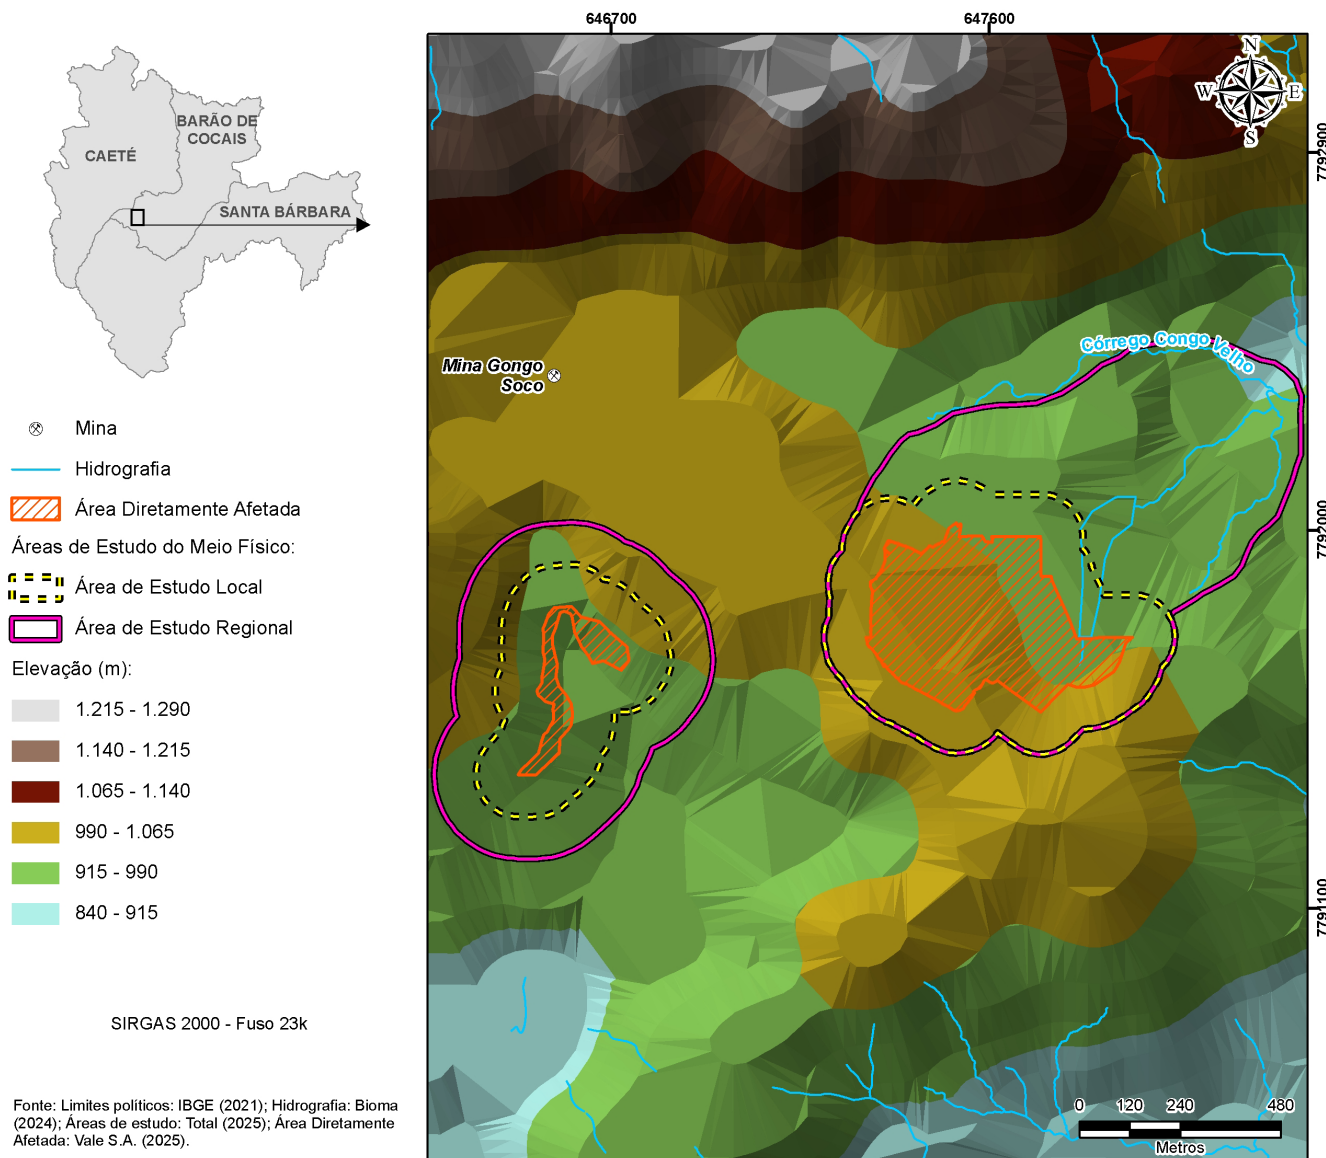 646700
647600
N
W
E
S
BARÃO DE
COCAIS
CAETÉ
SANTA BÁRBARA
7792900
Córrego Congo Velho
Mina Gongo
Soco
7792000
7791100
Mina
Hidrografia
Área Diretamente Afetada
Áreas de Estudo do Meio Físico:
Área de Estudo Local
Área de Estudo Regional
Elevação (m):
1.215 - 1.290
1.140 - 1.215
1.065 - 1.140
990 - 1.065
915 - 990
840 - 915
SIRGAS 2000 - Fuso 23k
Fonte: Limites políticos: IBGE (2021); Hidrografia: Bioma
(2024); Áreas de estudo: Total (2025); Área Diretamente
Afetada: Vale S.A. (2025).
0 120 240 480
Metros